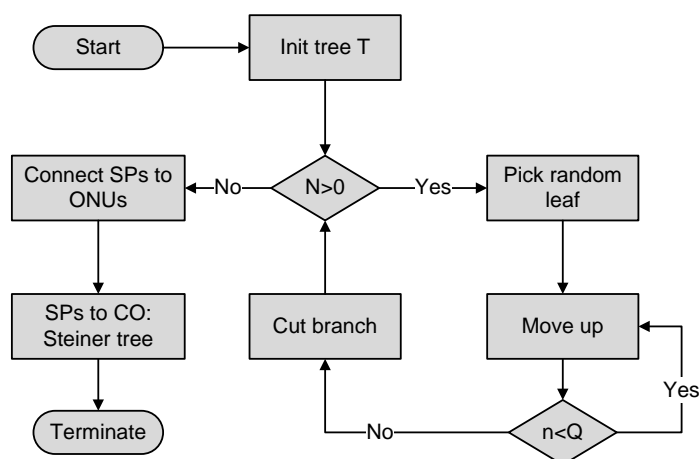 Start
Init tree T
Connect SPs to
ONUs
No
N>0
Yes
Pick random
leaf
SPs to CO:
Steiner tree
Cut branch
Move up
Yes
Terminate
No
n<Q